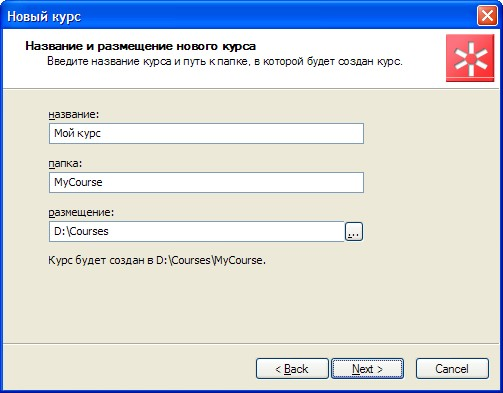 Новый курс
Название и размещение нового курса
Введите название курса и путь к папке, в которой будет создан курс.
название:
Мой курс
папка:
MyCourse
размещение:
D:\Courses
...
Курс будет создан в D:\Courses\MyCourse.
< Back
Next >
Cancel